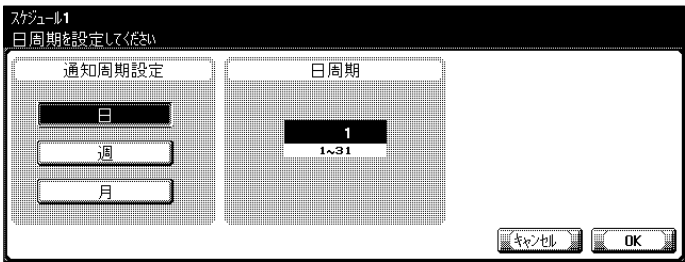 スケジュール1
日周期を設定してください
通知周期設定
日周期
日
週
月
1
1~31
キャンセル
OK